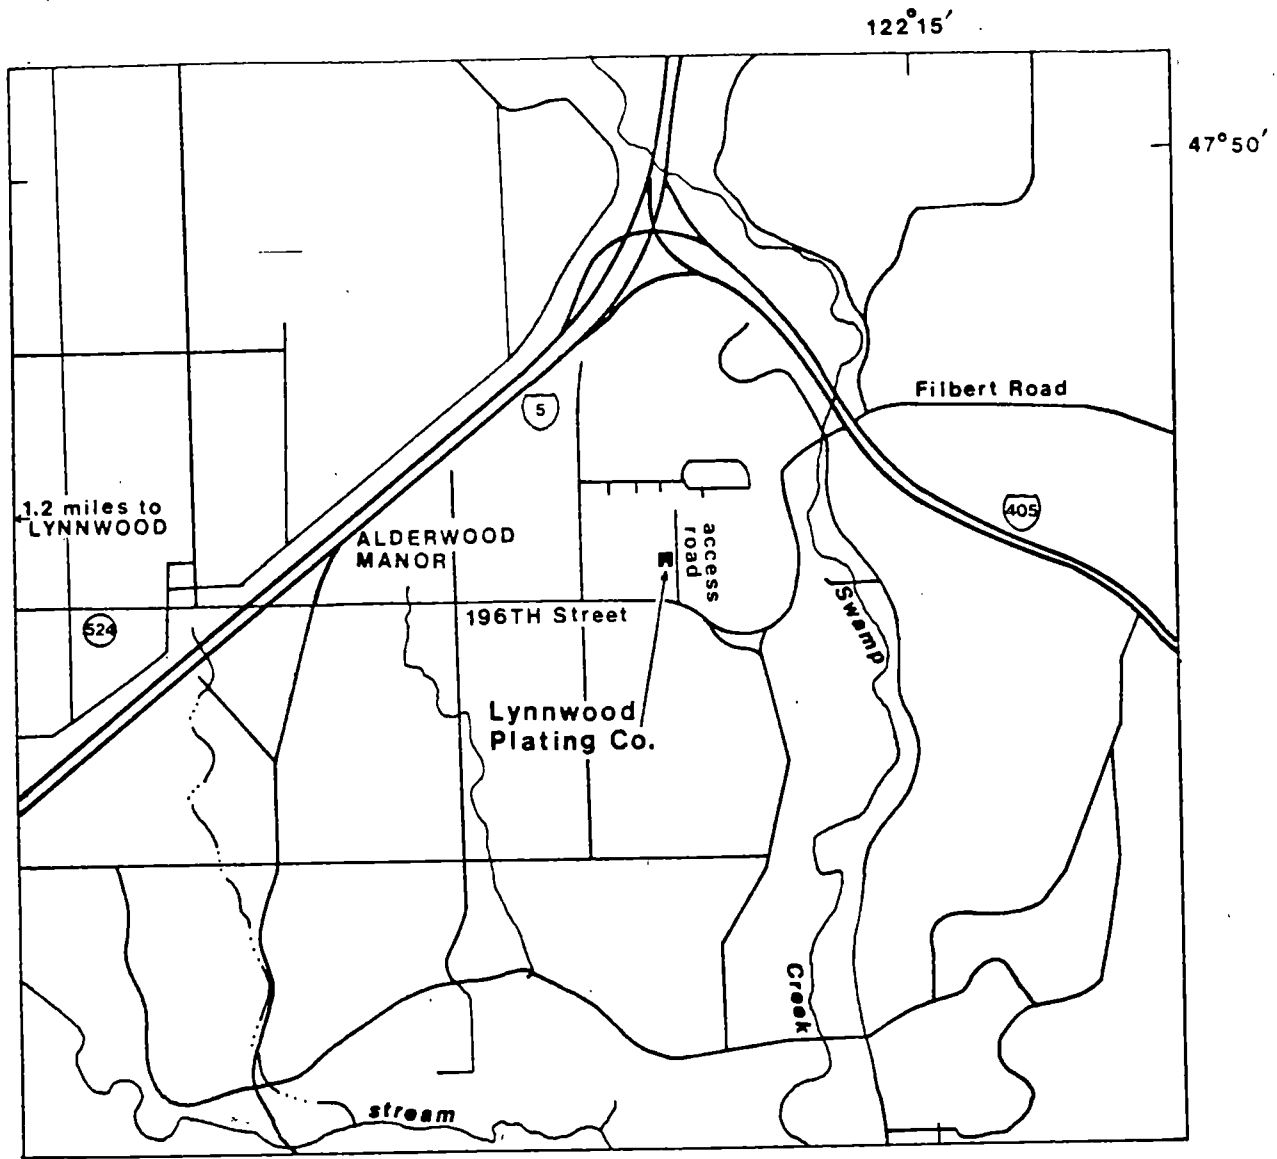 122°15'
47°50'
Filbert Road
5
405
1.2 miles to
LYNNWOOD
ALDERWOOD
MANOR
access
road
196TH Street
524
Swamp
Lynnwood
Plating Co.
Creek
stream